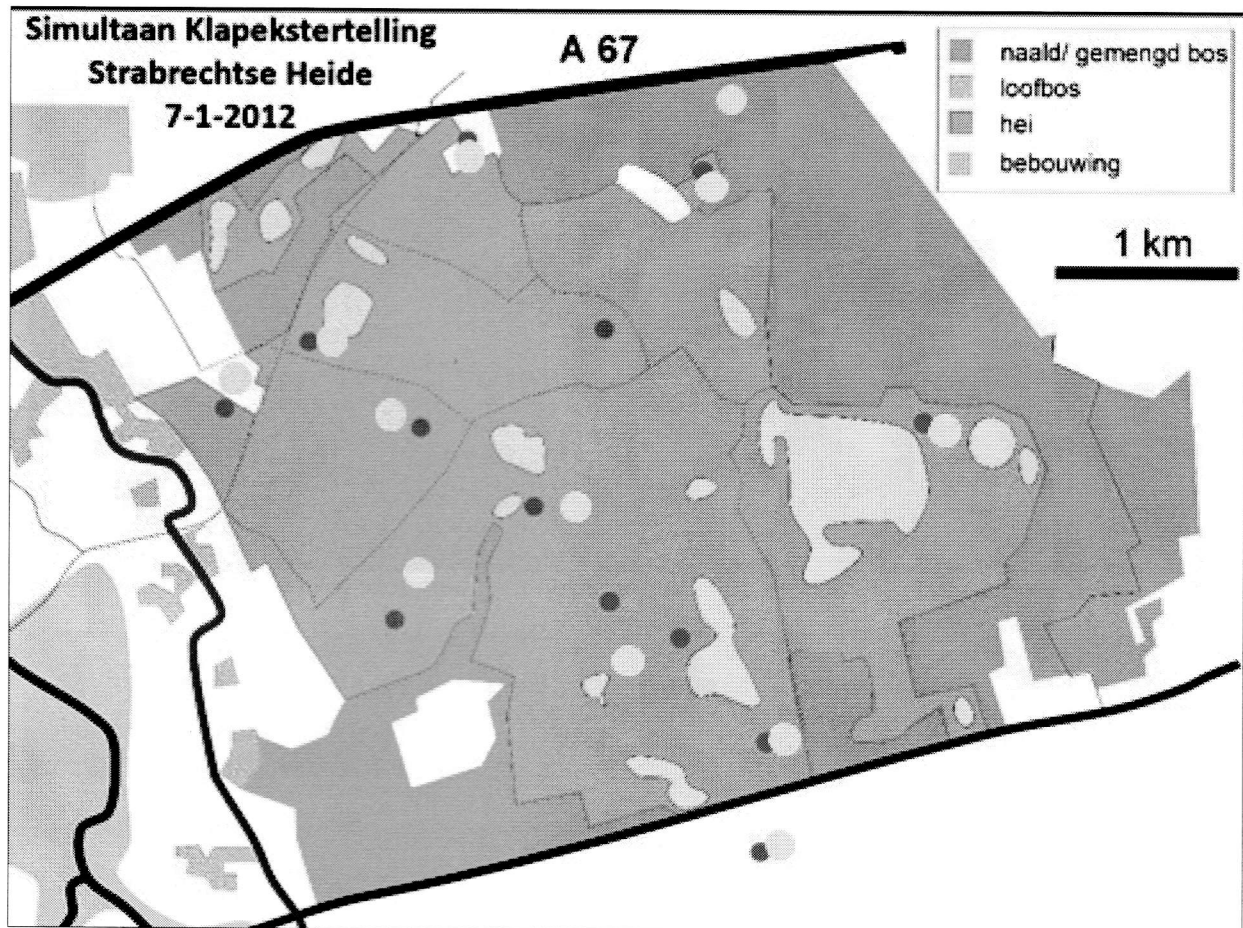 Simultaan Klapekstertelling
Strabrechtse Heide
7-1-2012
A 67
naald/ gemengd bos
loofbos
hei
bebouwing
1 km